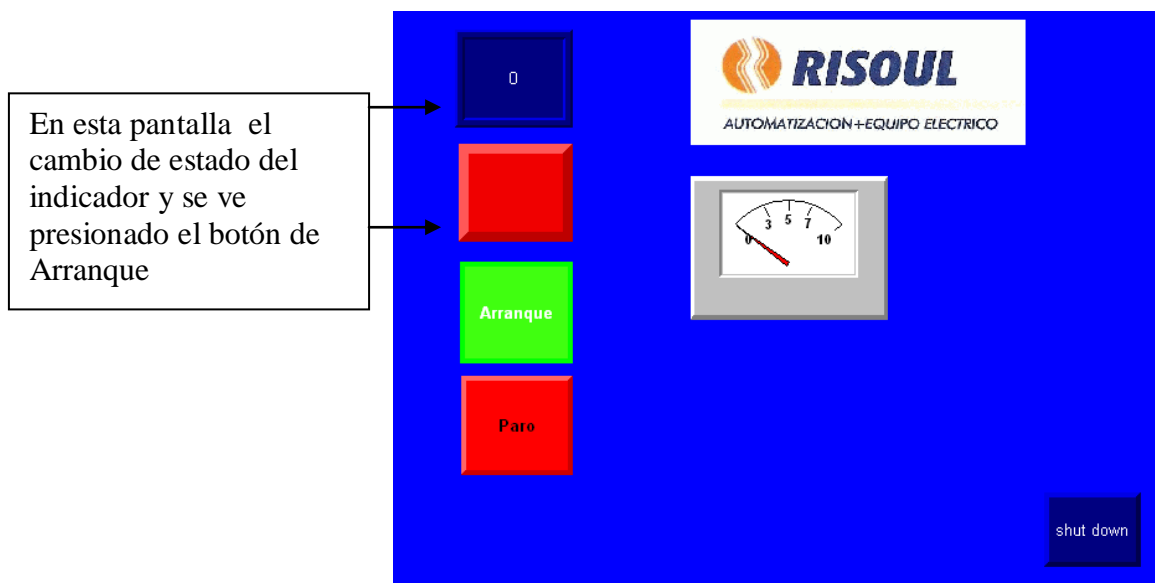 En esta pantalla el
cambio de estado del
indicador y se ve
presionado el botón de
Arranque
0
Arranque
Paro
RISOUL
AUTOMATIZACION+EQUIPO ELECTRICO
0 3 5 7 10
shut down